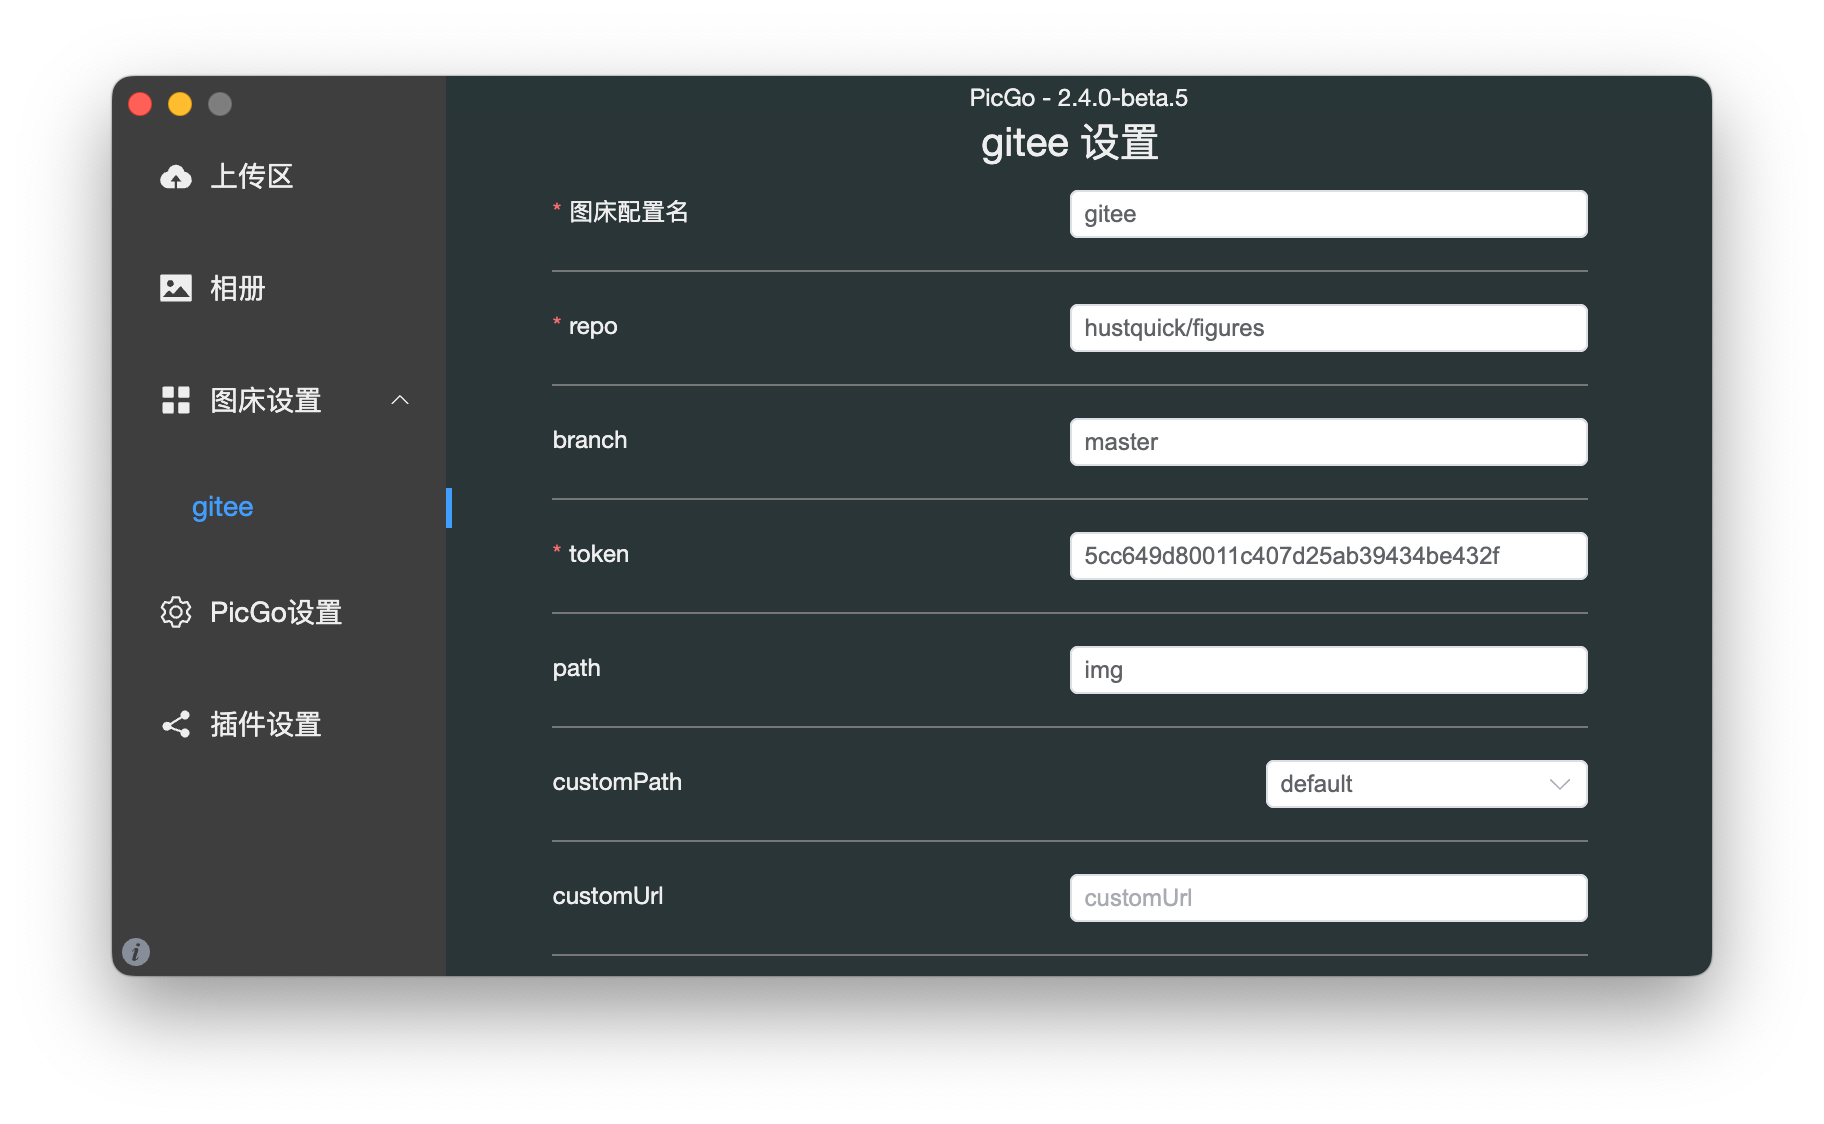 PicGo - 2.4.0-beta.5
gitee 设置
上传区
相册
图床设置
gitee
PicGo设置
插件设置
* 图床配置名
gitee
* repo
hustquick/figures
branch
master
* token
5cc649d80011c407d25ab39434be432f
path
img
customPath
default
customUrl
customUrl